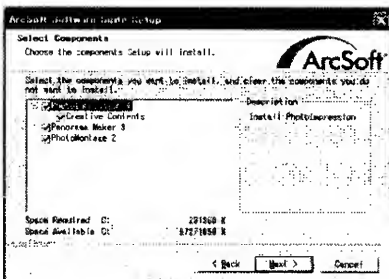 ArcSoft Software Suite Setup
Select Components
Choose the components Setup will install.
ArcSoft
Select the components you want to install, and clear the components you do
not want to install.
Description
Creative Contents
Install PhotoImpression
Panorama Maker 3
PhotoMontage 2
Space Required C:
K
Space Available C:
K
< Back
Next >
Cancel